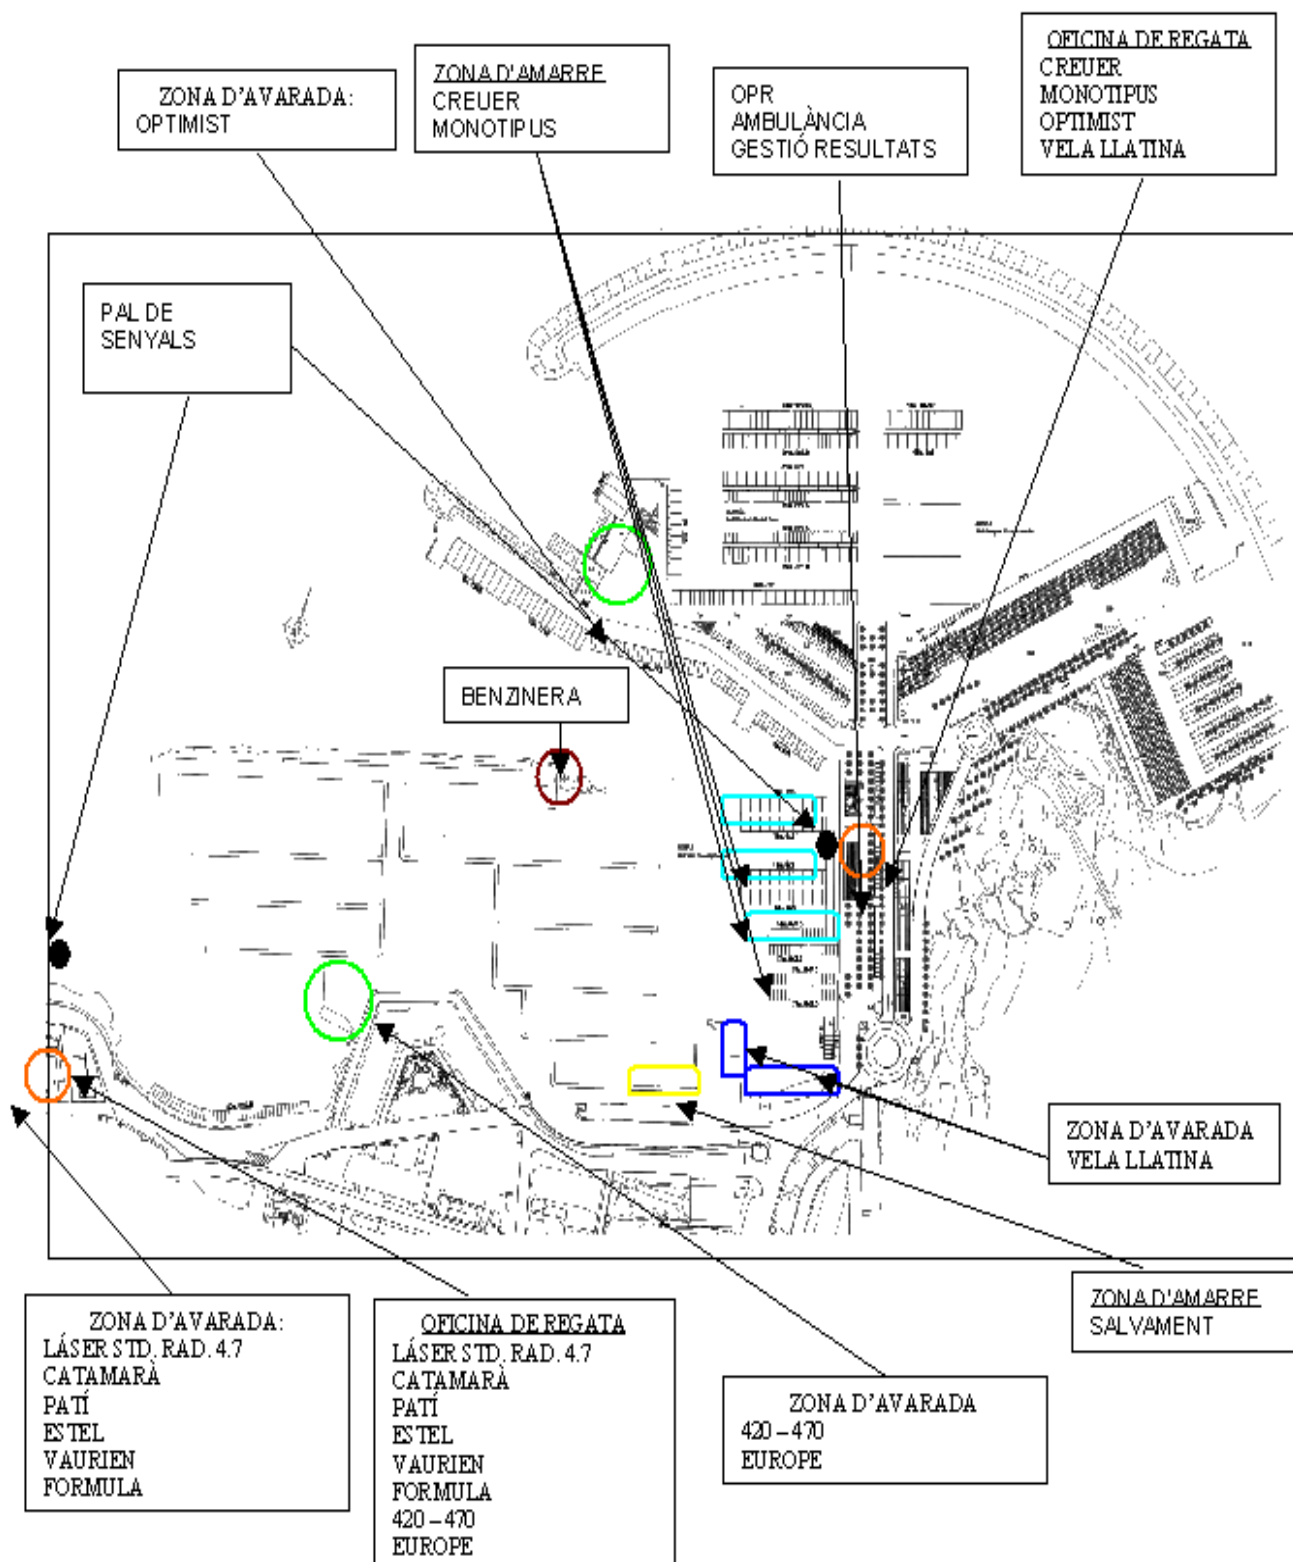 OFICINA DE REGATA
CREUER
MONOTIPUS
OPTIMIST
VELA LLATINA
ZONA D'AMARRE
CREUER
MONOTIPUS
ZONA D'AVARADA:
OPTIMIST
OPR
AMBULÀNCIA
GESTIÓ RESULTATS
PAL DE
SENYALS
BENZINERA
ZONA D'AVARADA
VELA LLATINA
ZONA D'AMARRE
SALVAMENT
ZONA D'AVARADA:
LÁSER STD. RAD. 4.7
CATAMARÀ
PATÍ
ESTEL
VAURIEN
FORMULA
OFICINA DE REGATA
LÁSER STD. RAD. 4.7
CATAMARÀ
PATÍ
ESTEL
VAURIEN
FORMULA
420 – 470
EUROPE
ZONA D'AVARADA
420 – 470
EUROPE